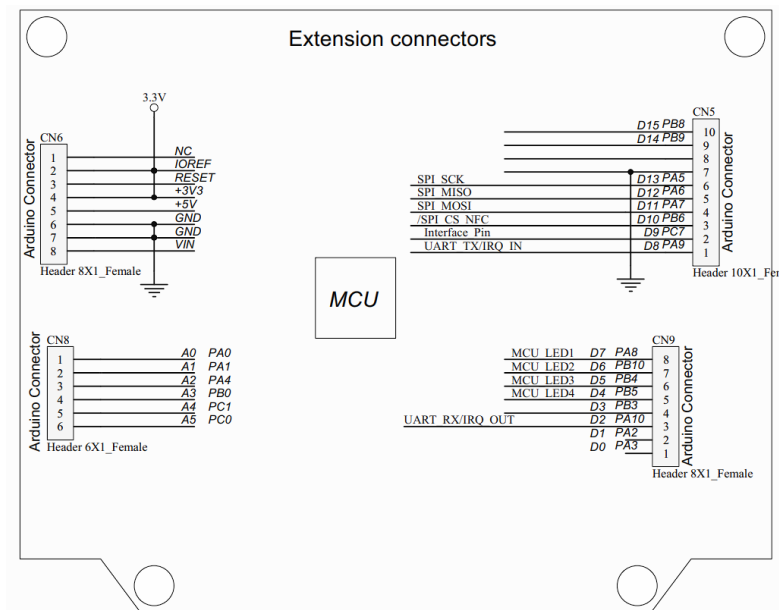 Extension connectors
3.3V
CN6
Arduino Connector
1 NC
2 IOREF
3 RESET
4 +3V3
5 +5V
6 GND
7 GND
8 VIN
Header 8X1_Female
CN5
Arduino Connector
D15 PB8 10
D14 PB9 9
8
7
SPI_SCK D13 PA5 6
SPI_MISO D12 PA6 5
SPI_MOSI D11 PA7 4
/SPI_CS_NFC D10 PB6 3
Interface_Pin D9 PC7 2
UART_TX/IRQ_IN D8 PA9 1
Header 10X1_Fer
MCU
CN8
Arduino Connector
1 A0 PA0
2 A1 PA1
3 A2 PA4
4 A3 PB0
5 A4 PC1
6 A5 PC0
Header 6X1_Female
CN9
Arduino Connector
MCU_LED1 D7 PA8 8
MCU_LED2 D6 PB10 7
MCU_LED3 D5 PB4 6
MCU_LED4 D4 PB5 5
D3 PB3 4
UART_RX/IRQ_OUT D2 PA10 3
D1 PA2 2
D0 PA3 1
Header 8X1_Female